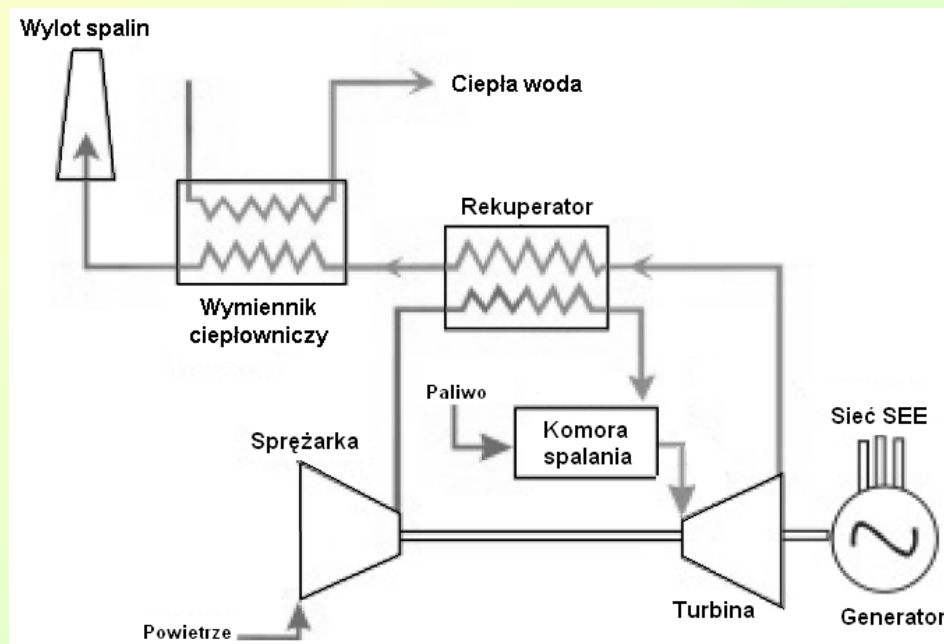 Wylot spalin
Ciepła woda
Rekuperator
Wymiennik
ciepłowniczy
Paliwo
Komora
spalania
Sieć SEE
Sprężarka
Turbina
Generator
Powietrze